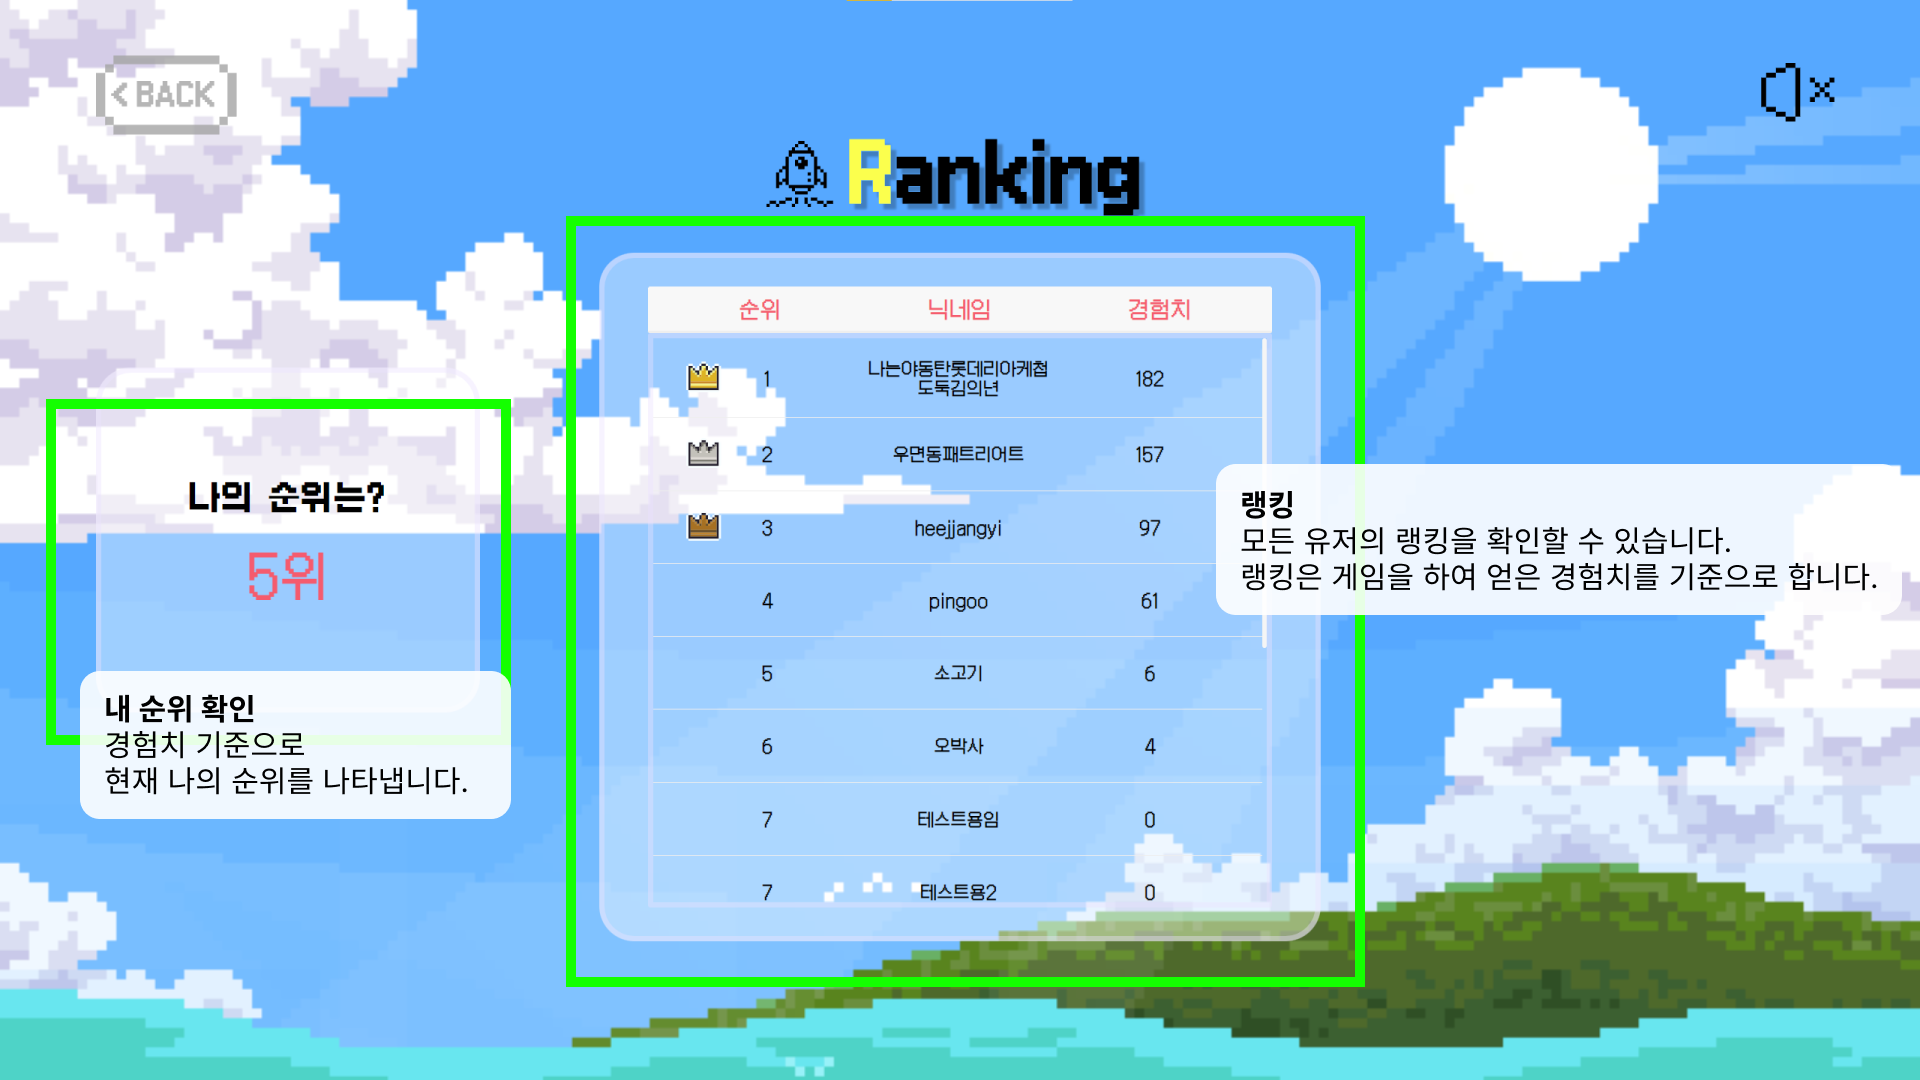 < BACK
Ranking
순위 닉네임 경험치
1 나는야동탄롯데리아케첩
도둑김의년 182
2 우면동패트리어트 157
3 heejjangyi 97
4 pingoo 61
5 소고기 6
6 오박사 4
7 테스트용임 0
7 테스트용2 0
나의 순위는?
5위
내 순위 확인
경험치 기준으로
현재 나의 순위를 나타냅니다.
랭킹
모든 유저의 랭킹을 확인할 수 있습니다.
랭킹은 게임을 하여 얻은 경험치를 기준으로 합니다.